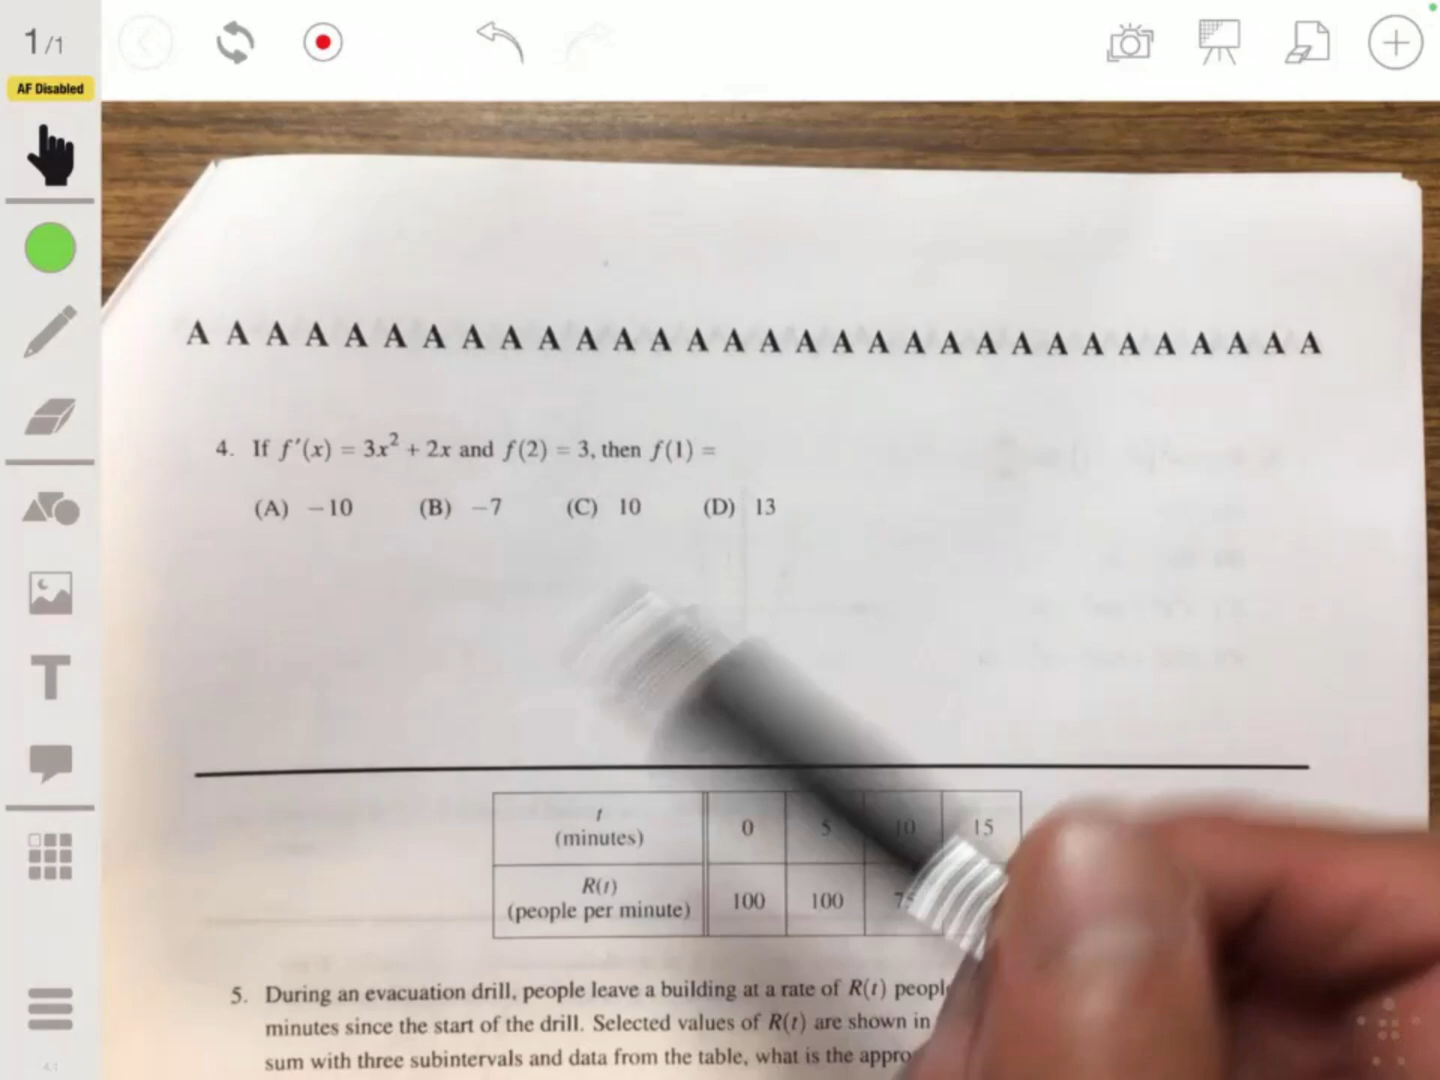 1/1
AF Disabled
A A A A A A A A A A A A A A A A A A A A A A A A A A A A A A
4. If f′(x) = 3x² + 2x and f(2) = 3, then f(1) =
(A) −10 (B) −7 (C) 10 (D) 13
t (minutes) 0 5 10 15
R(t) (people per minute) 100 100
5. During an evacuation drill, people leave a building at a rate of R(t)
minutes since the start of the drill. Selected values of R(t) are shown in
sum with three subintervals and data from the table, what is the
T